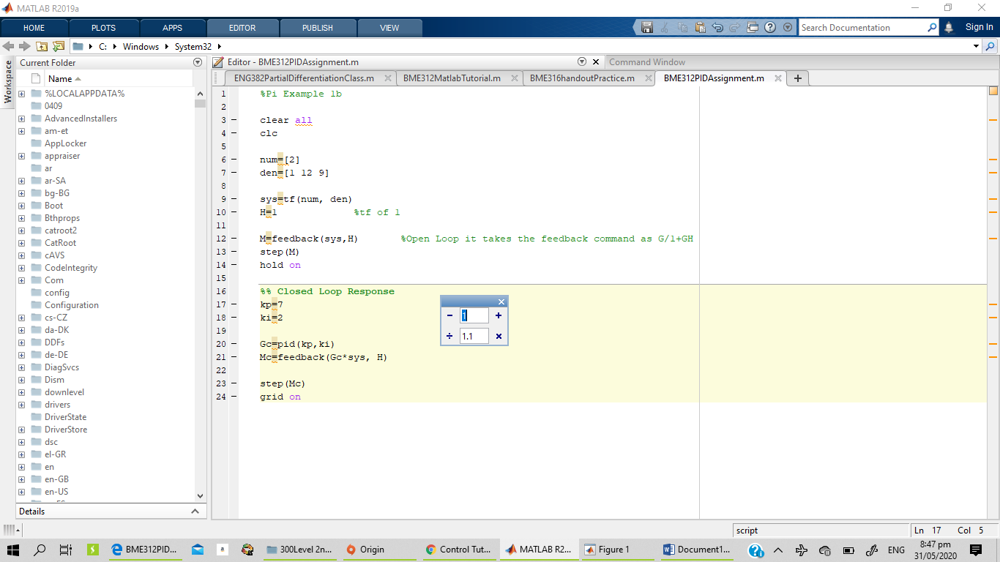 MATLAB R2019a
HOME PLOTS APPS EDITOR PUBLISH VIEW Search Documentation Sign In
C: Windows System32
Workspace
Current Folder
Name
%LOCALAPPDATA%
0409
AdvancedInstallers
am-et
AppLocker
appraiser
ar
ar-SA
bg-BG
Boot
Bthprops
catroot2
CatRoot
cAVS
CodeIntegrity
Com
config
Configuration
cs-CZ
da-DK
DDFs
de-DE
DiagSvcs
Dism
downlevel
drivers
DriverState
DriverStore
dsc
el-GR
en
en-GB
en-US
Details
Editor - BME312PIDAssignment.m
Command Window
ENG382PartialDifferentiationClass.m BME312MatlabTutorial.m BME316handoutPractice.m BME312PIDAssignment.m
1 %Pi Example 1b
2
3 clear all
4 clc
5
6 num=[2]
7 den=[1 12 9]
8
9 sys=tf(num, den)
10 H=1 %tf of 1
11
12 M=feedback(sys,H) %Open Loop it takes the feedback command as G/1+GH
13 step(M)
14 hold on
15
16 %% Closed Loop Response
17 kp=7
18 ki=2
19
20 Gc=pid(kp,ki)
21 Mc=feedback(Gc*sys, H)
22
23 step(Mc)
24 grid on
- 1 +
÷ 1.1 ×
script Ln 17 Col 5
BME312PID... a 300Level 2n... Origin Control Tut... MATLAB R2... Figure 1 Document1... ENG 8:47 pm
31/05/2020